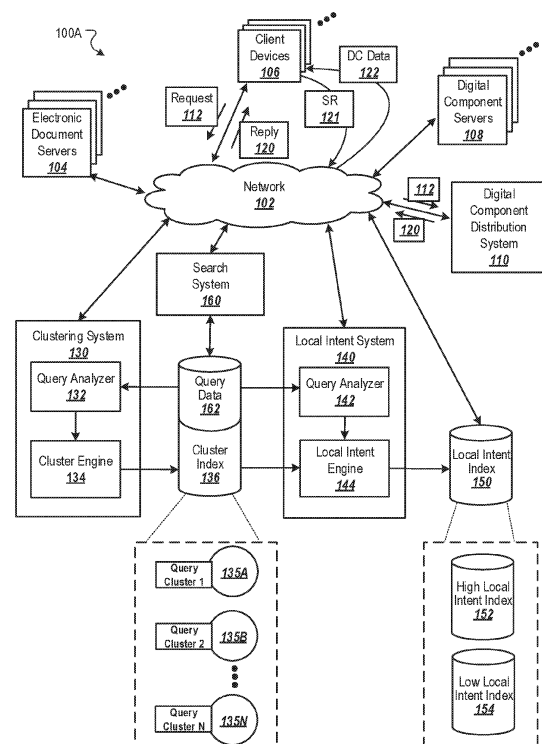 100A
Client
Devices
106
DC Data
122
SR
121
Request
112
Reply
120
Electronic
Document
Servers
104
Digital
Component
Servers
108
Network
102
112
120
Digital
Component
Distribution
System
110
Search
System
160
Clustering System
130
Query Analyzer
132
Cluster Engine
134
Query
Data
162
Cluster
Index
136
Local Intent System
140
Query Analyzer
142
Local Intent
Engine
144
Local Intent
Index
150
Query
Cluster 1
135A
Query
Cluster 2
135B
Query
Cluster N
135N
High Local
Intent Index
152
Low Local
Intent Index
154